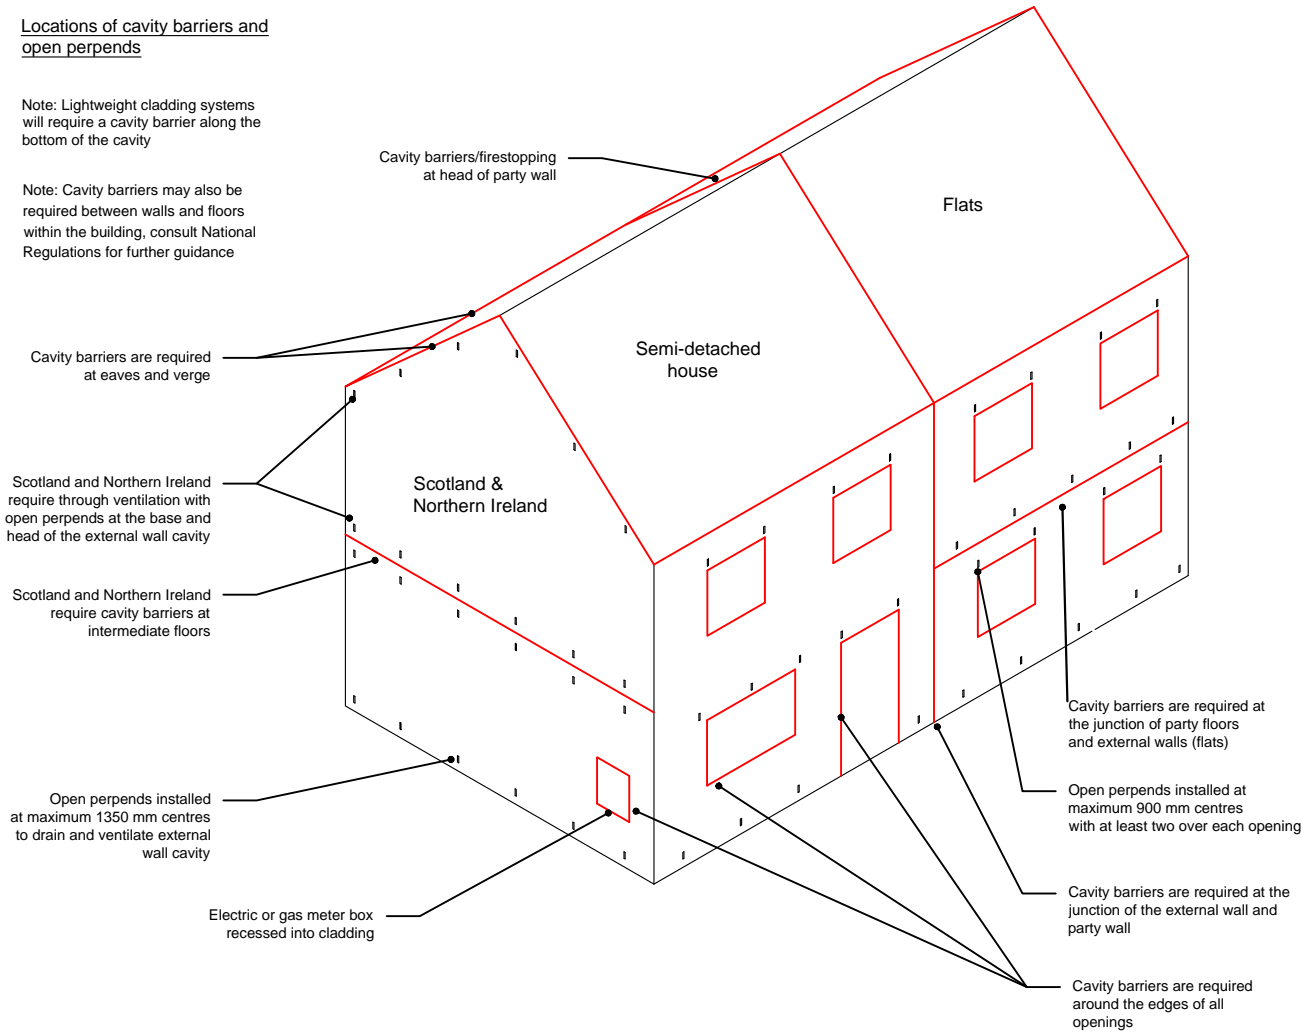 Locations of cavity barriers and
open perpends
Note: Lightweight cladding systems
will require a cavity barrier along the
bottom of the cavity
Note: Cavity barriers may also be
required between walls and floors
within the building, consult National
Regulations for further guidance
Cavity barriers/firestopping
at head of party wall
Flats
Semi-detached
house
Cavity barriers are required
at eaves and verge
Scotland and Northern Ireland
require through ventilation with
open perpends at the base and
head of the external wall cavity
Scotland &
Northern Ireland
Scotland and Northern Ireland
require cavity barriers at
intermediate floors
Open perpends installed
at maximum 1350 mm centres
to drain and ventilate external
wall cavity
Electric or gas meter box
recessed into cladding
Cavity barriers are required at
the junction of party floors
and external walls (flats)
Open perpends installed at
maximum 900 mm centres
with at least two over each opening
Cavity barriers are required at the
junction of the external wall and
party wall
Cavity barriers are required
around the edges of all
openings